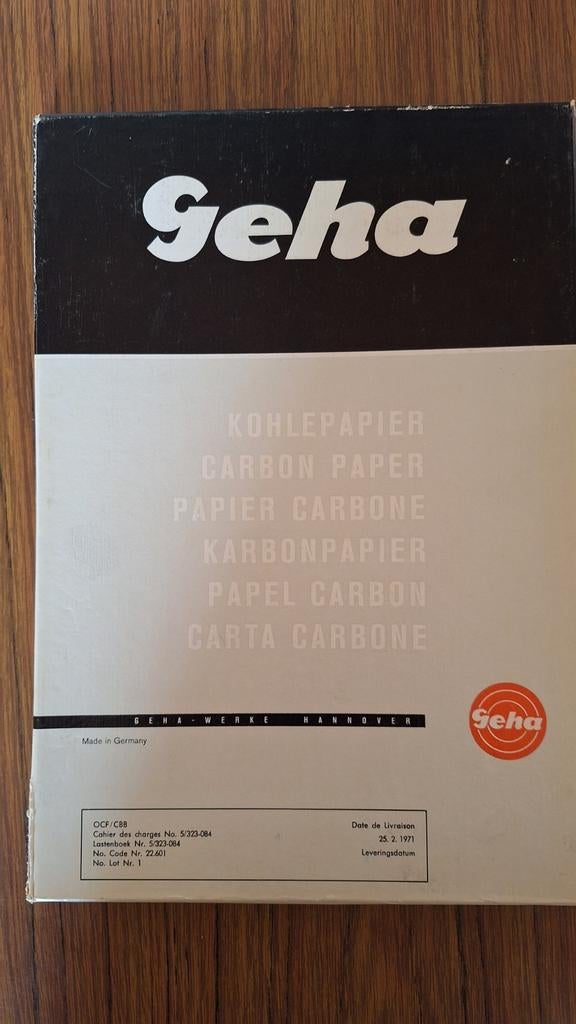 Geha
KOHLEPAPIER
CARBON PAPER
PAPIER CARBONE
KARBONPAPIER
PAPEL CARBON
CARTA CARBONE
Geha
GEHA-WERKE HANNOVER
Made in Germany
OCF/CBB
Cahier des charges No. 5/323-084
Lastenboek Nr. 5/323-084
No. Code Nr. 22.601
No. Lot Nr. 1
Date de Livraison
25. 2. 1971
Leveringsdatum